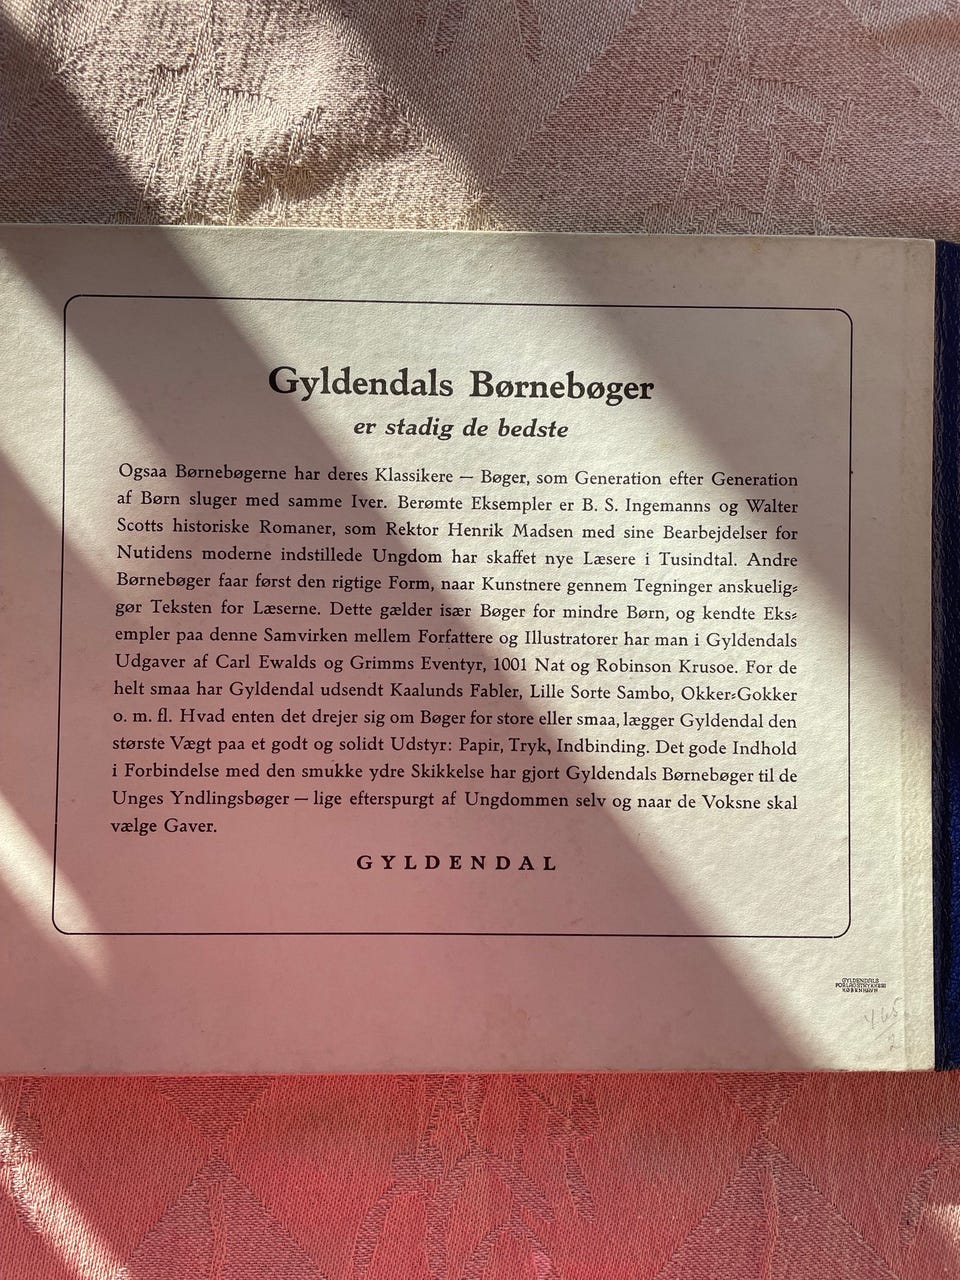 Gyldendals Børnebøger
er stadig de bedste
Ogsaa Børnebøgerne har deres Klassikere — Bøger, som Generation efter Generation
af Børn sluger med samme Iver. Berømte Eksempler er B. S. Ingemanns og Walter
Scotts historiske Romaner, som Rektor Henrik Madsen med sine Bearbejdelser for
Nutidens moderne indstillede Ungdom har skaffet nye Læsere i Tusindtal. Andre
Børnebøger faar først den rigtige Form, naar Kunstnere gennem Tegninger anskuelig⸗
gør Teksten for Læserne. Dette gælder især Bøger for mindre Børn, og kendte Eks⸗
empler paa denne Samvirken mellem Forfattere og Illustratorer har man i Gyldendals
Udgaver af Carl Ewalds og Grimms Eventyr, 1001 Nat og Robinson Krusoe. For de
helt smaa har Gyldendal udsendt Kaalunds Fabler, Lille Sorte Sambo, Okker⸗Gokker
o. m. fl. Hvad enten det drejer sig om Bøger for store eller smaa, lægger Gyldendal den
største Vægt paa et godt og solidt Udstyr: Papir, Tryk, Indbinding. Det gode Indhold
i Forbindelse med den smukke ydre Skikkelse har gjort Gyldendals Børnebøger til de
Unges Yndlingsbøger — lige efterspurgt af Ungdommen selv og naar de Voksne skal
vælge Gaver.
GYLDENDAL
GYLDENDALS
FORLAGSTRYKKERI
KØBENHAVN